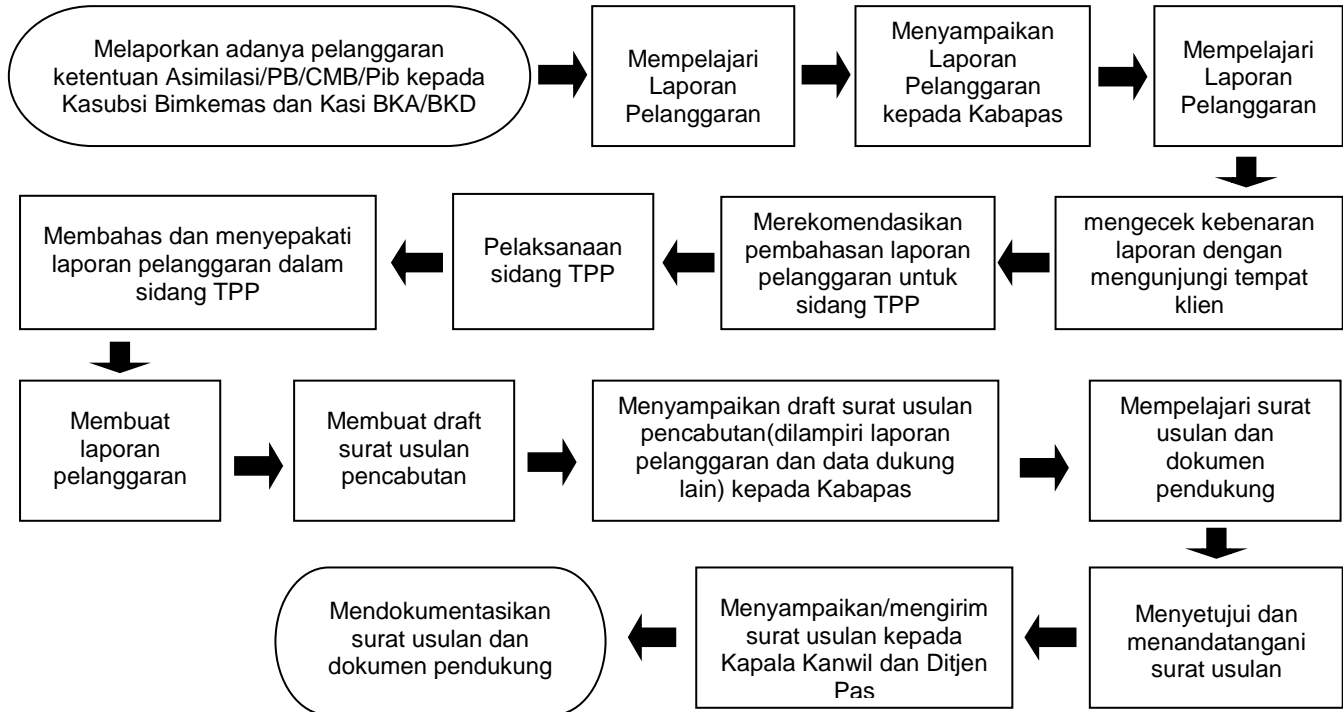 Melaporkan adanya pelanggaran
ketentuan Asimilasi/PB/CMB/Pib kepada
Kasubsi Bimkemas dan Kasi BKA/BKD
Mempelajari
Laporan
Pelanggaran
Menyampaikan
Laporan
Pelanggaran
kepada Kabapas
Mempelajari
Laporan
Pelanggaran
mengecek kebenaran
laporan dengan
mengunjungi tempat
klien
Merekomendasikan
pembahasan laporan
pelanggaran untuk
sidang TPP
Pelaksanaan
sidang TPP
Membahas dan menyepakati
laporan pelanggaran dalam
sidang TPP
Membuat
laporan
pelanggaran
Membuat draft
surat usulan
pencabutan
Menyampaikan draft surat usulan
pencabutan(dilampiri laporan
pelanggaran dan data dukung
lain) kepada Kabapas
Mempelajari surat
usulan dan
dokumen
pendukung
Menyetujui dan
menandatangani
surat usulan
Menyampaikan/mengirim
surat usulan kepada
Kapala Kanwil dan Ditjen
Pas
Mendokumentasikan
surat usulan dan
dokumen pendukung